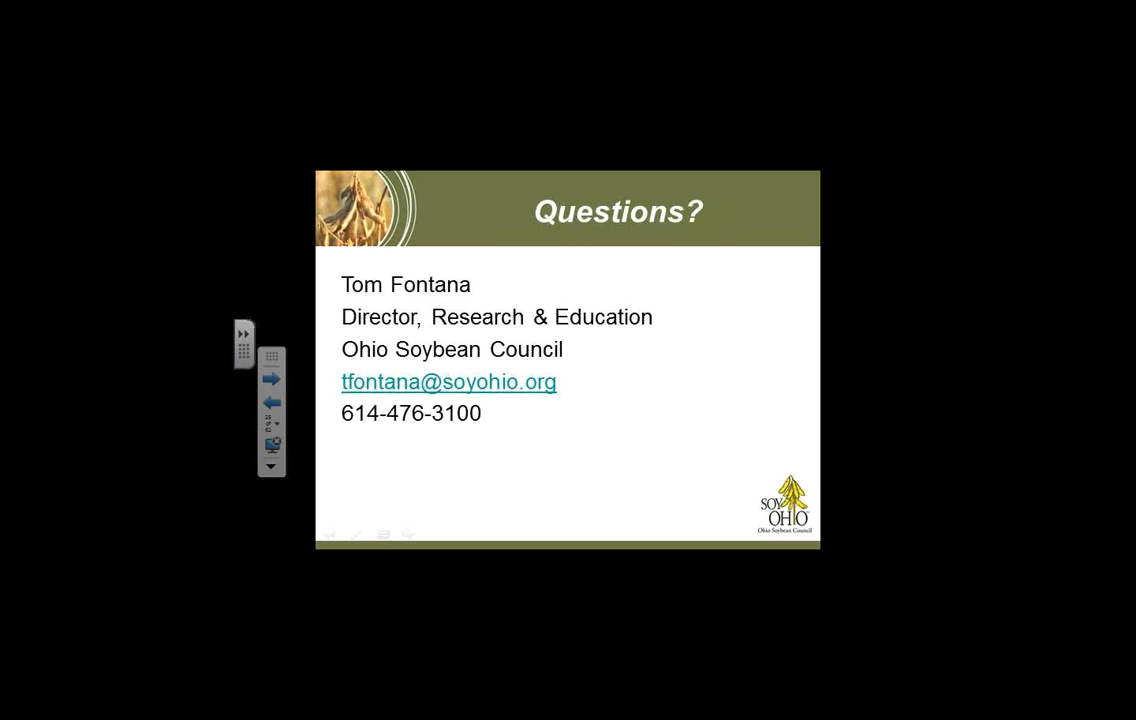 Questions?
Tom Fontana
Director, Research & Education
Ohio Soybean Council
tfontana@soyohio.org
614-476-3100
SOY
OHIO
Ohio Soybean Council